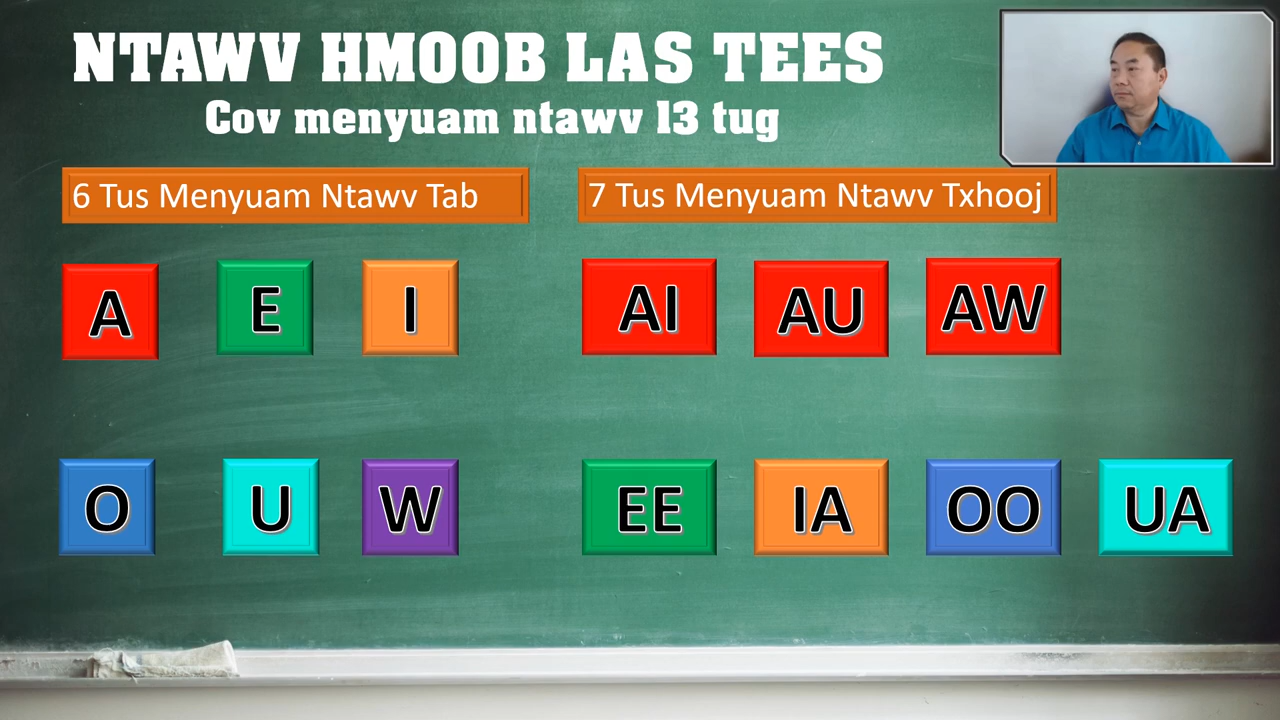 NTAWV HMOOB LAS TEES
Cov menyuam ntawv 13 tug
6 Tus Menyuam Ntawv Tab
7 Tus Menyuam Ntawv Txhooj
A E I
AI AU AW
O U W
EE IA OO UA